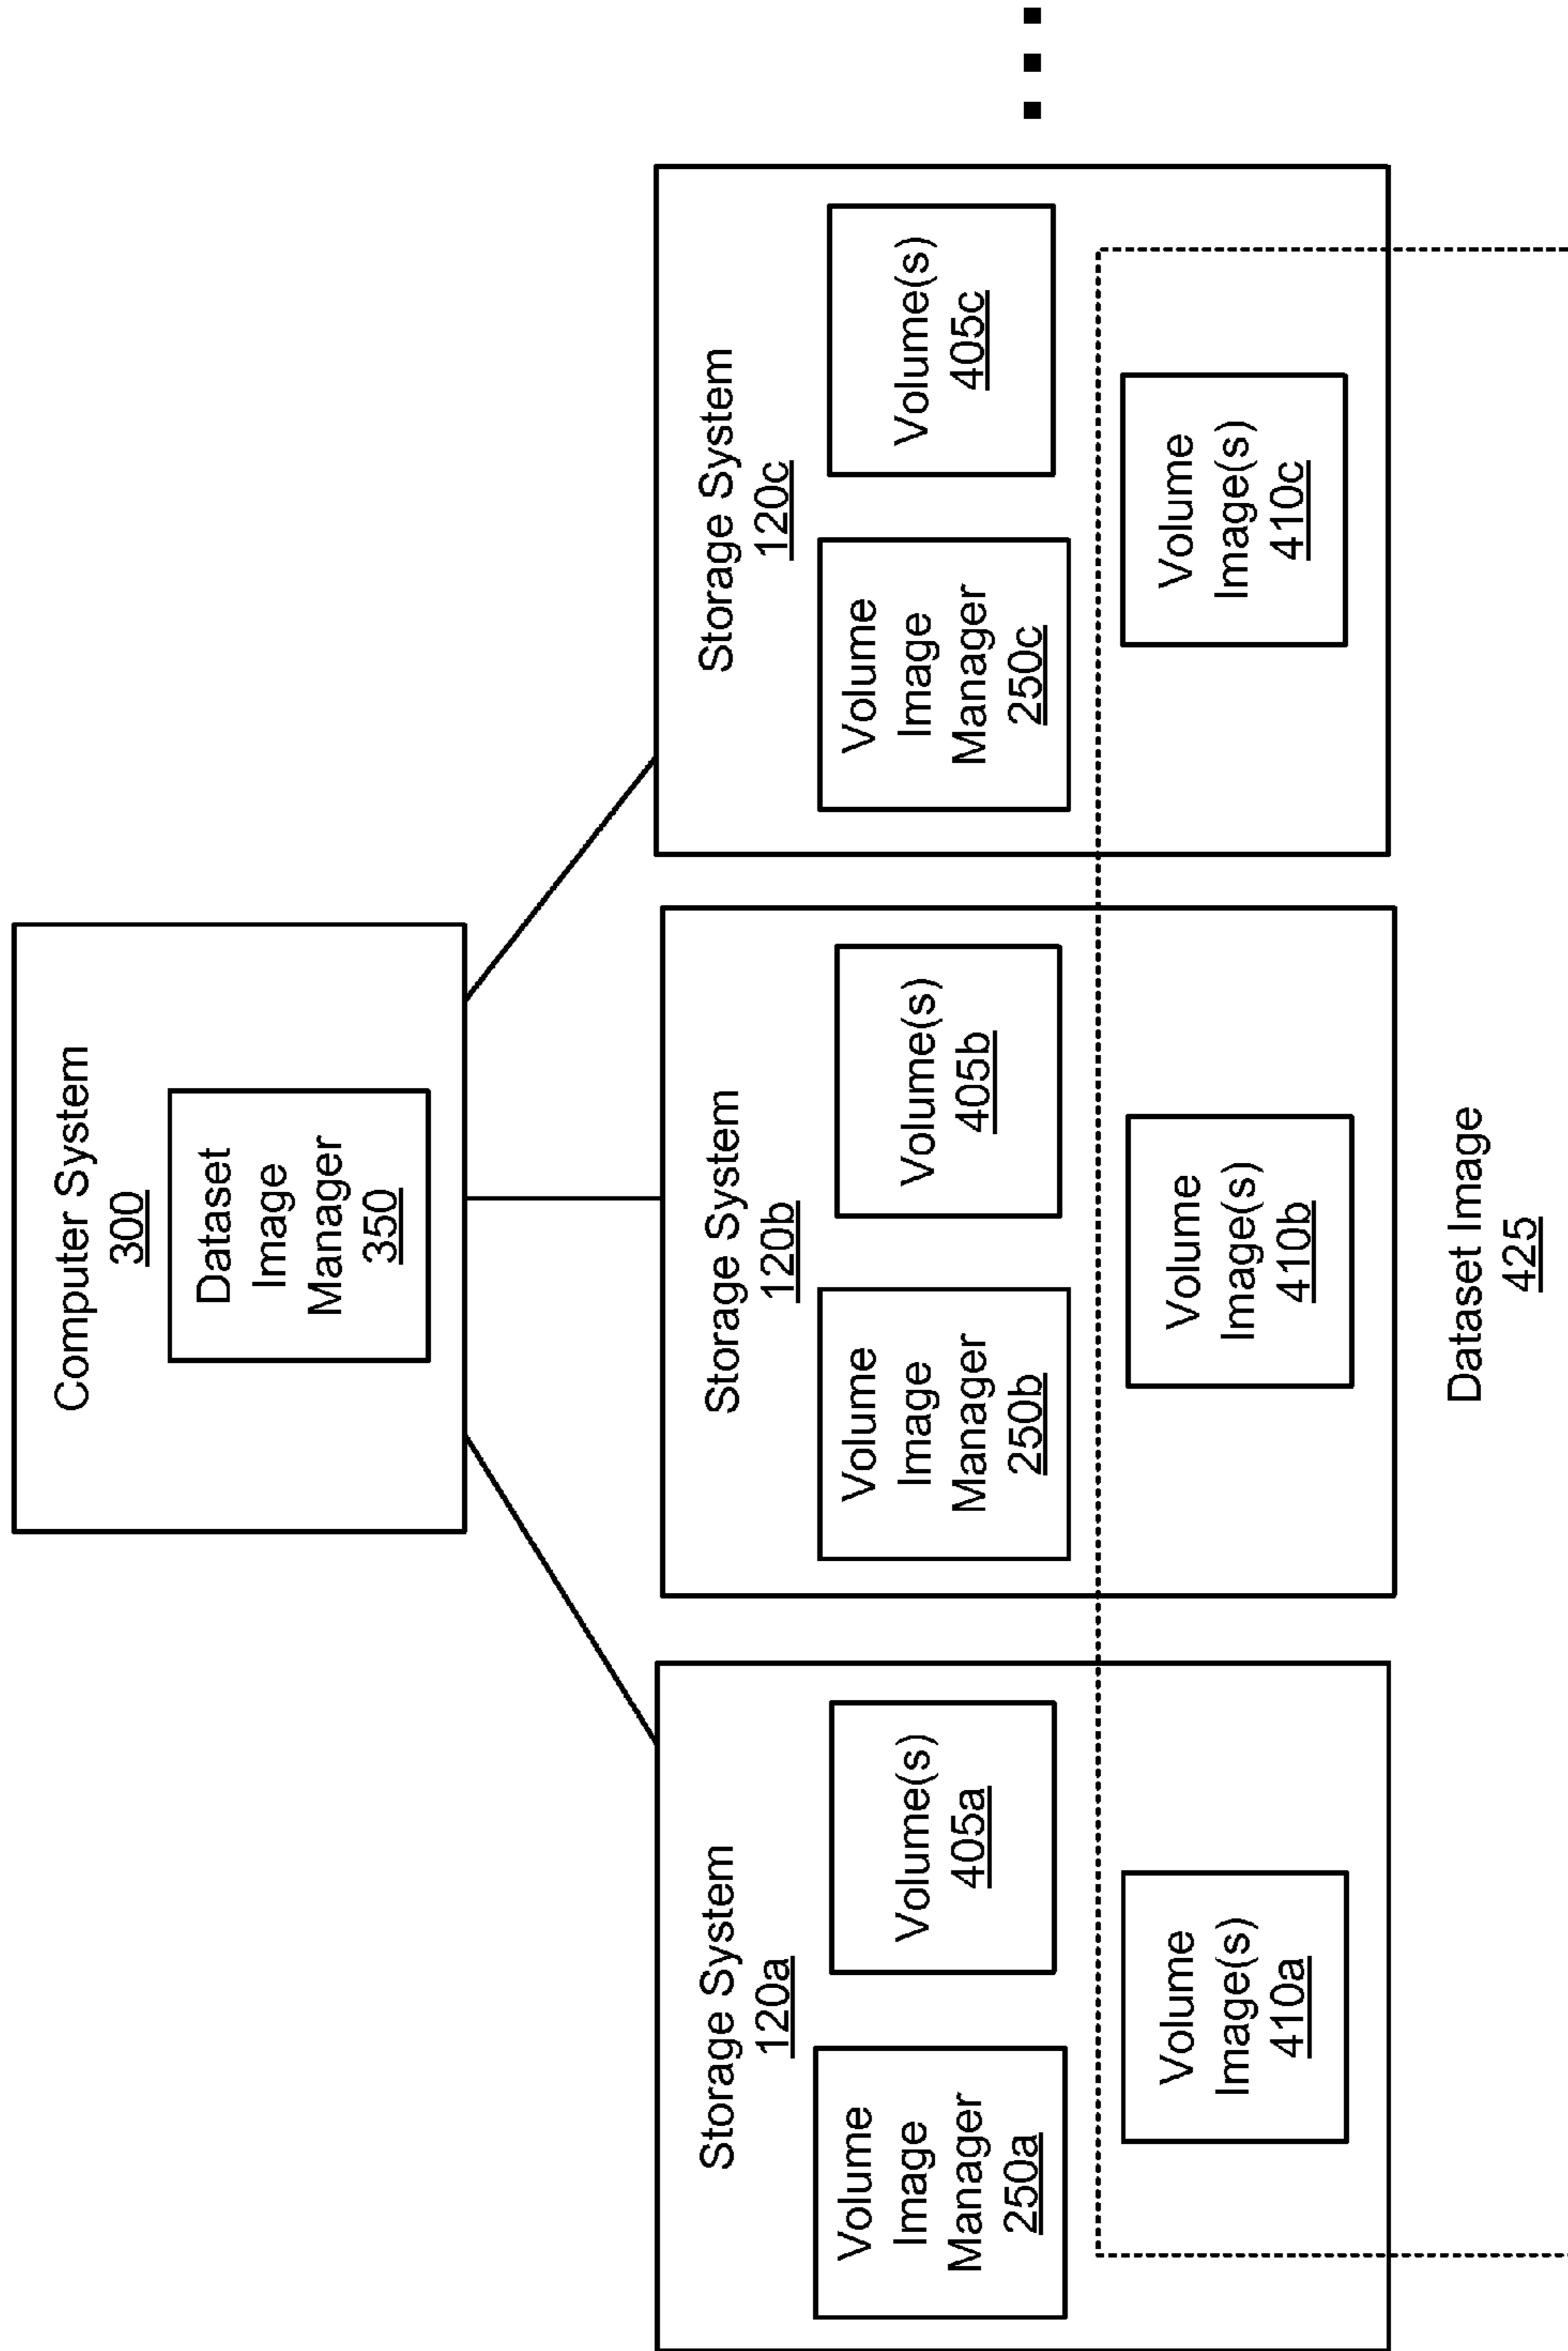 Computer System
300
Dataset
Image
Manager
350
Storage System
120a
Volume
Image
Manager
250a
Volume(s)
405a
Volume
Image(s)
410a
Storage System
120b
Volume
Image
Manager
250b
Volume(s)
405b
Volume
Image(s)
410b
Storage System
120c
Volume
Image
Manager
250c
Volume(s)
405c
Volume
Image(s)
410c
Dataset Image
425